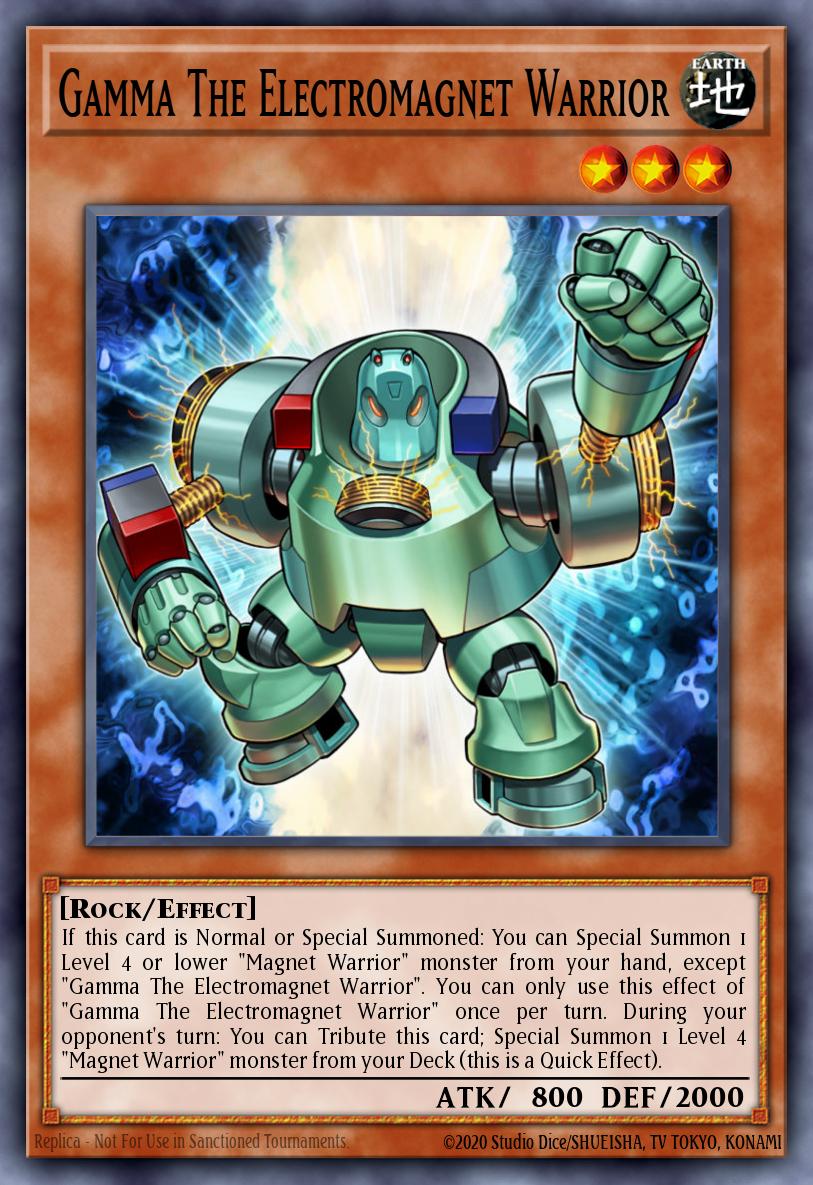 Gamma The Electromagnet Warrior
EARTH
地
[Rock/Effect]
If this card is Normal or Special Summoned: You can Special Summon 1
Level 4 or lower "Magnet Warrior" monster from your hand, except
"Gamma The Electromagnet Warrior". You can only use this effect of
"Gamma The Electromagnet Warrior" once per turn. During your
opponent's turn: You can Tribute this card; Special Summon 1 Level 4
"Magnet Warrior" monster from your Deck (this is a Quick Effect).
ATK/ 800 DEF/2000
Replica - Not For Use in Sanctioned Tournaments.
©2020 Studio Dice/SHUEISHA, TV TOKYO, KONAMI